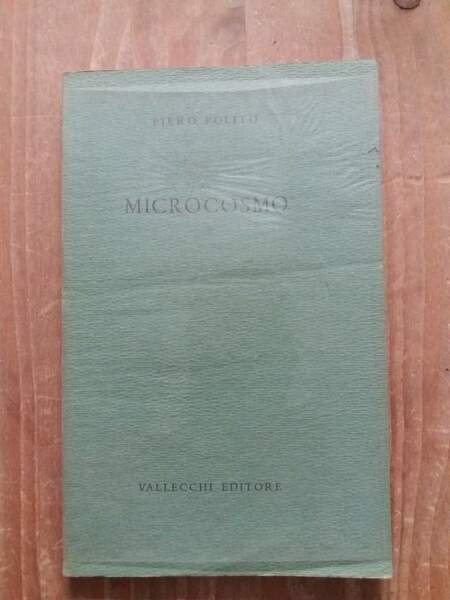 PIERO POLITO
MICROCOSMO
VALLECCHI EDITORE